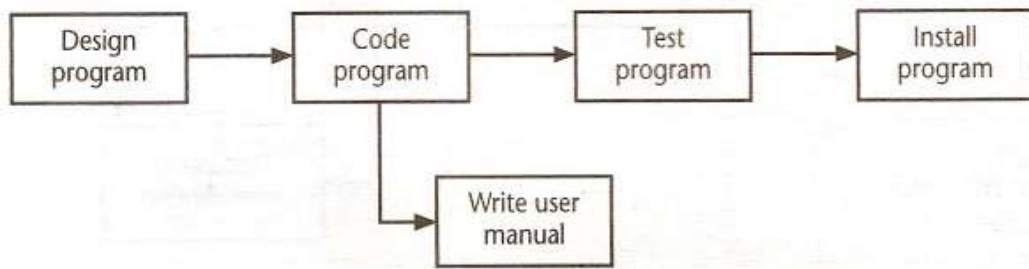 Design
program
Code
program
Test
program
Install
program
Write user
manual